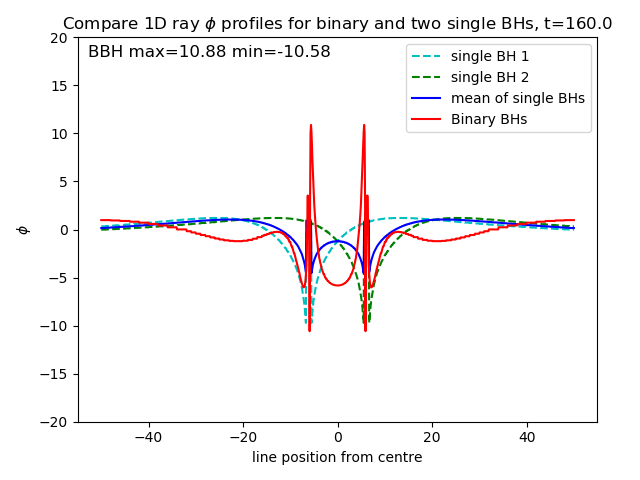 Compare 1D ray ϕ profiles for binary and two single BHs, t=160.0
BBH max=10.88 min=-10.58
single BH 1
single BH 2
mean of single BHs
Binary BHs
20
15
10
5
0
−5
−10
−15
−20
ϕ
−40 −20 0 20 40
line position from centre